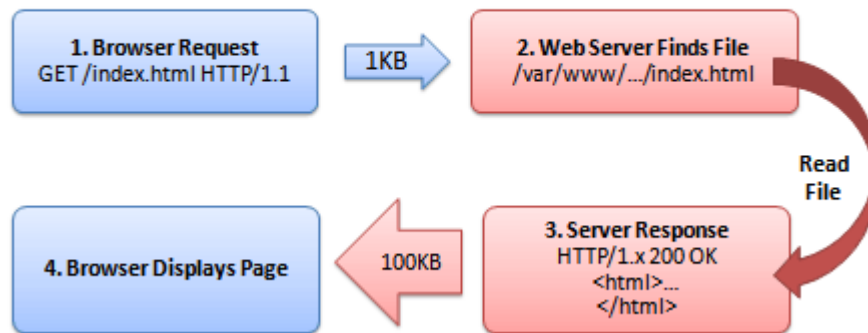 1. Browser Request
GET /index.html HTTP/1.1
1KB
2. Web Server Finds File
/var/www/.../index.html
Read
File
3. Server Response
HTTP/1.x 200 OK
<html>...
</html>
100KB
4. Browser Displays Page